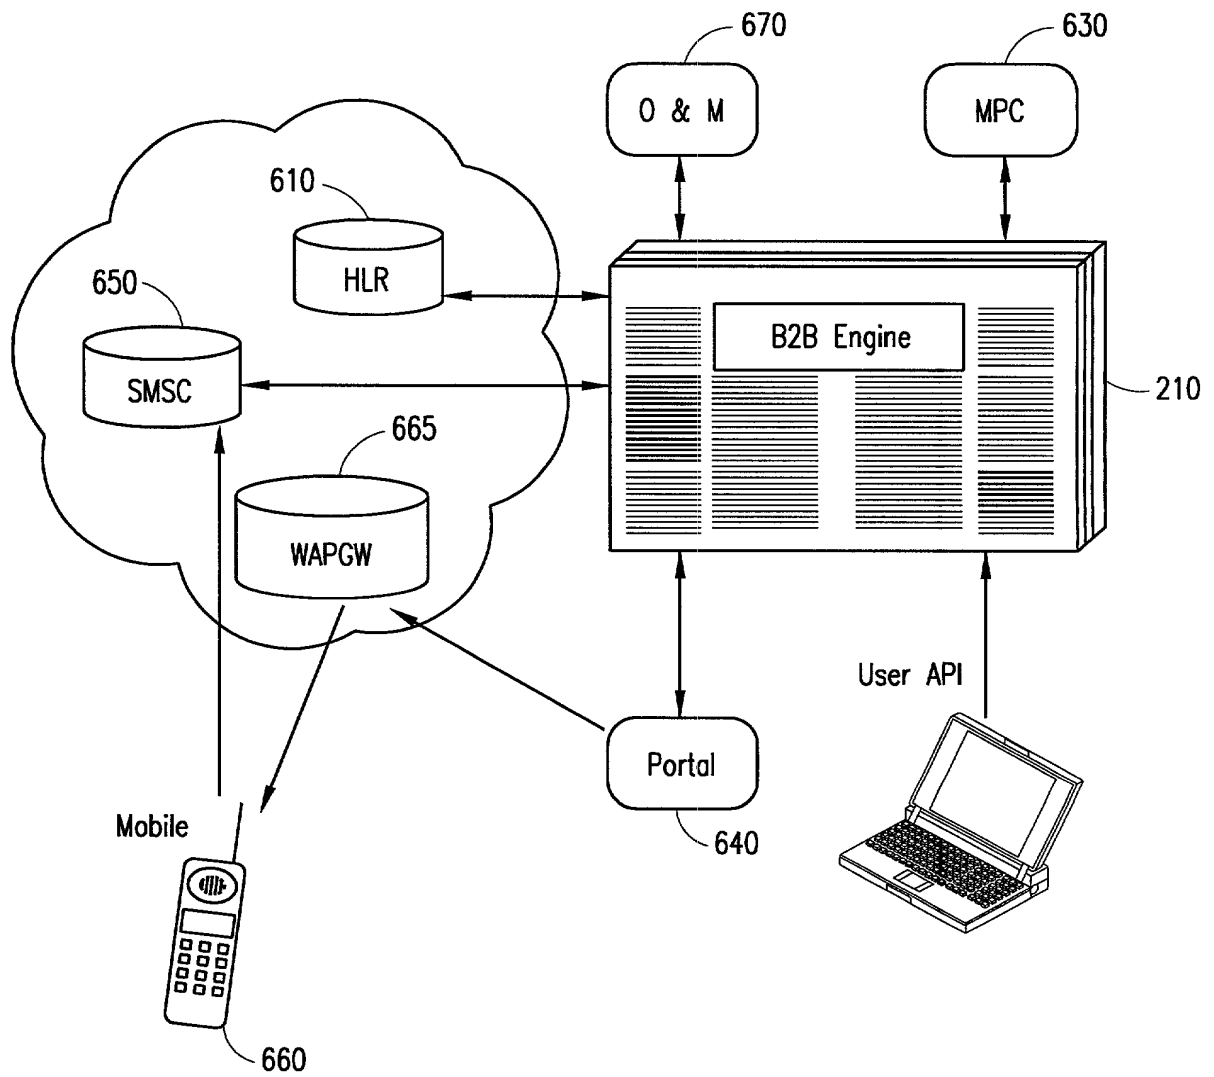 670
630
O & M
MPC
610
HLR
650
SMSC
B2B Engine
210
665
WAPGW
User API
Portal
640
Mobile
660